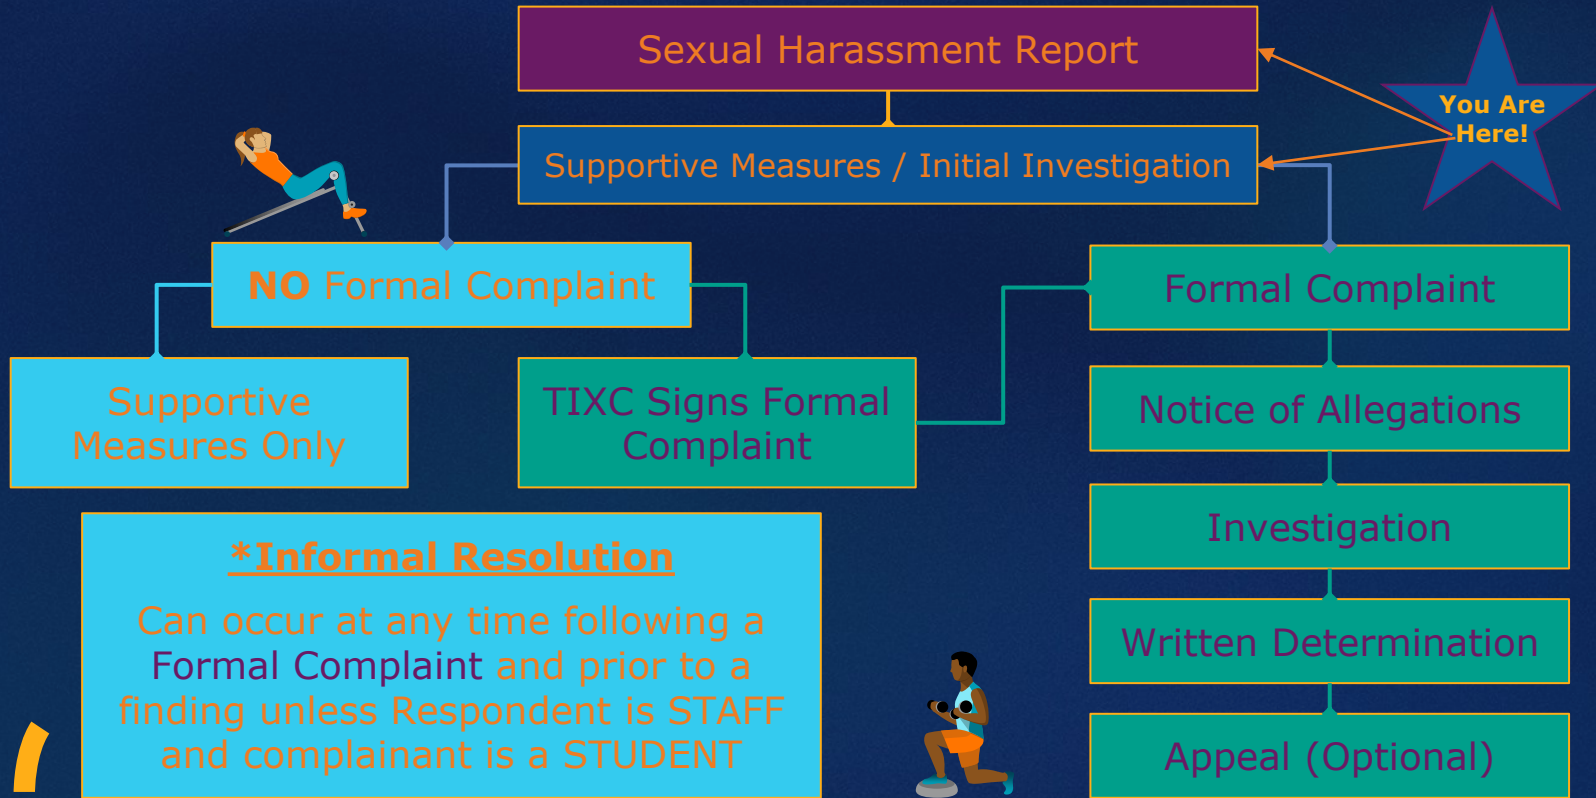 Sexual Harassment Report
You Are
Here!
Supportive Measures / Initial Investigation
NO Formal Complaint
Formal Complaint
Supportive
Measures Only
TIXC Signs Formal
Complaint
Notice of Allegations
Investigation
Written Determination
Appeal (Optional)
*Informal Resolution
Can occur at any time following a
Formal Complaint and prior to a
finding unless Respondent is STAFF
and complainant is a STUDENT